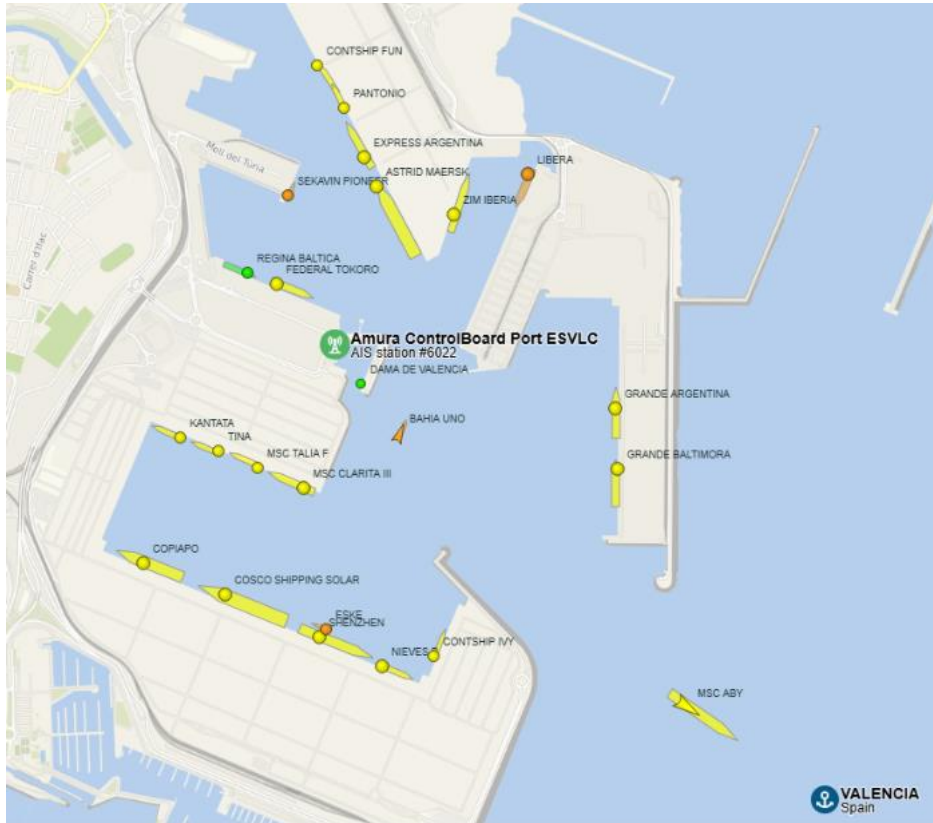 CONTSHIP FUN
PANTONIO
EXPRESS ARGENTINA
Moll del Turia
LIBERA
ASTRID MAERSK
SEKAVIN PIONEER
ZIM IBERIA
Carrer d'Illac
REGINA BALTICA
FEDERAL TOKORO
Amura ControlBoard Port ESVLC
AIS station #6022
DAMA DE VALENCIA
GRANDE ARGENTINA
BAHIA UNO
KANTATA
TINA
MSC TALIA F
GRANDE BALTIMORA
MSC CLARITA III
COPIAPO
COSCO SHIPPING SOLAR
ESKE
SHENZHEN
CONTSHIP IVY
NIEVES
MSC ABY
VALENCIA
Spain